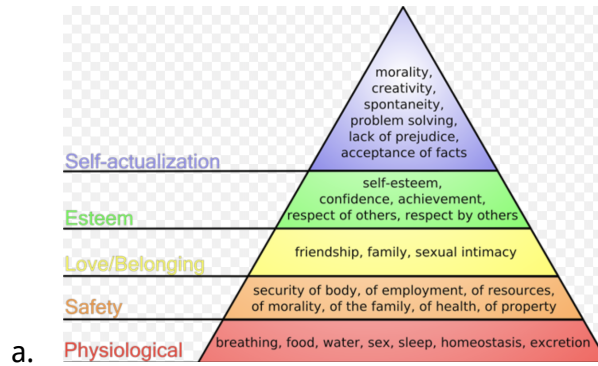 morality,
creativity,
spontaneity,
problem solving,
lack of prejudice,
acceptance of facts
Self-actualization
self-esteem,
confidence, achievement,
respect of others, respect by others
Esteem
friendship, family, sexual intimacy
Love/Belonging
security of body, of employment, of resources,
of morality, of the family, of health, of property
Safety
breathing, food, water, sex, sleep, homeostasis, excretion
Physiological
a.